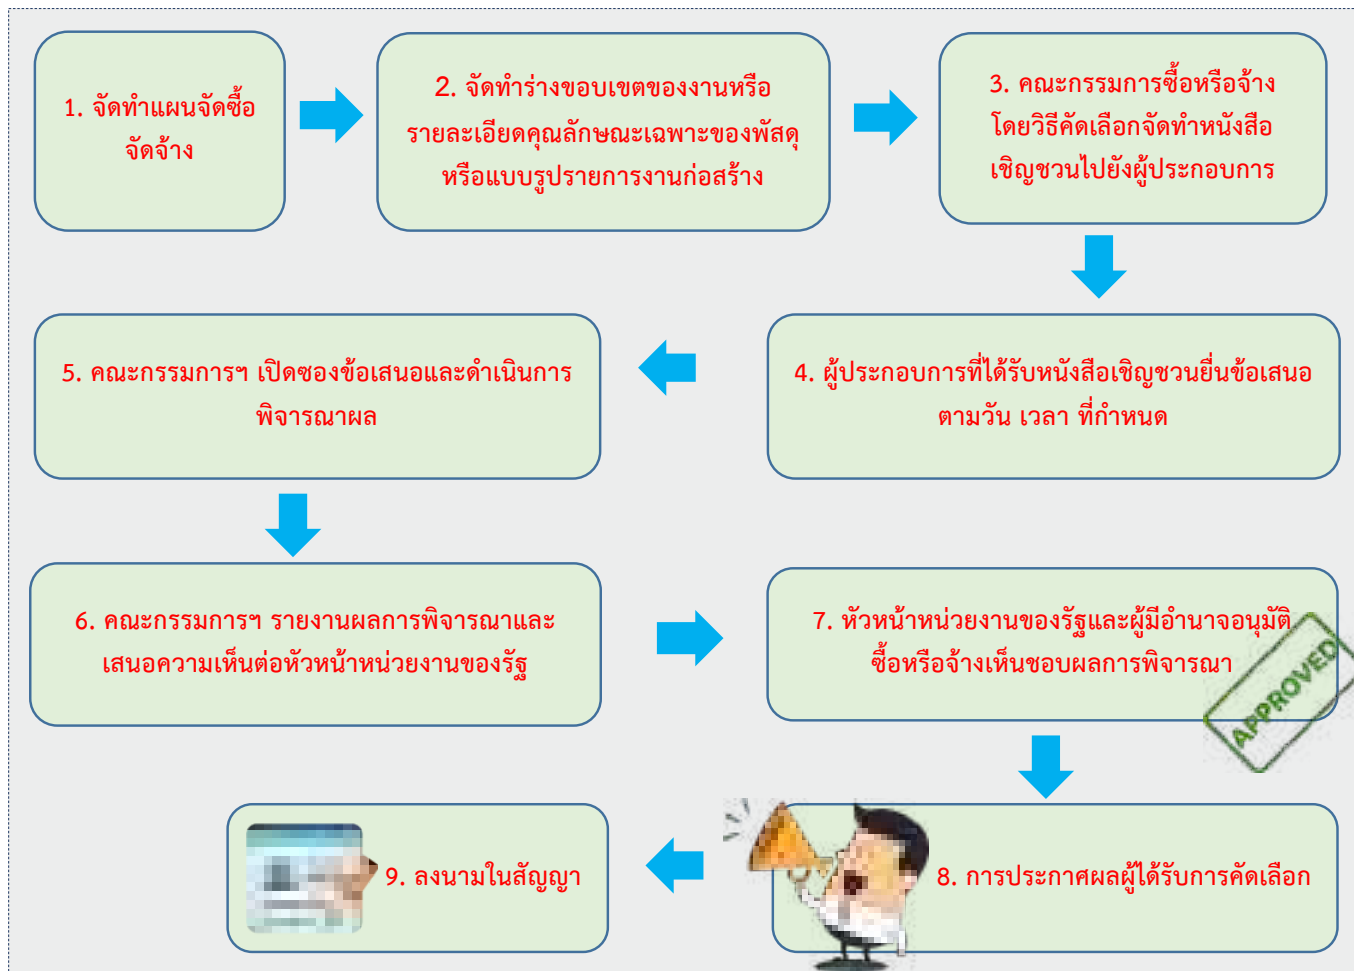 1. จัดทำแผนจัดซื้อ
จัดจ้าง
2. จัดทำร่างขอบเขตของงานหรือ
รายละเอียดคุณลักษณะเฉพาะของพัสดุ
หรือแบบรูปรายการงานก่อสร้าง
3. คณะกรรมการซื้อหรือจ้าง
โดยวิธีคัดเลือกจัดทำหนังสือ
เชิญชวนไปยังผู้ประกอบการ
4. ผู้ประกอบการที่ได้รับหนังสือเชิญชวนยื่นข้อเสนอ
ตามวัน เวลา ที่กำหนด
5. คณะกรรมการฯ เปิดซองข้อเสนอและดำเนินการ
พิจารณาผล
6. คณะกรรมการฯ รายงานผลการพิจารณาและ
เสนอความเห็นต่อหัวหน้าหน่วยงานของรัฐ
7. หัวหน้าหน่วยงานของรัฐและผู้มีอำนาจอนุมัติ
ซื้อหรือจ้างเห็นชอบผลการพิจารณา
APPROVED
8. การประกาศผลผู้ได้รับการคัดเลือก
9. ลงนามในสัญญา